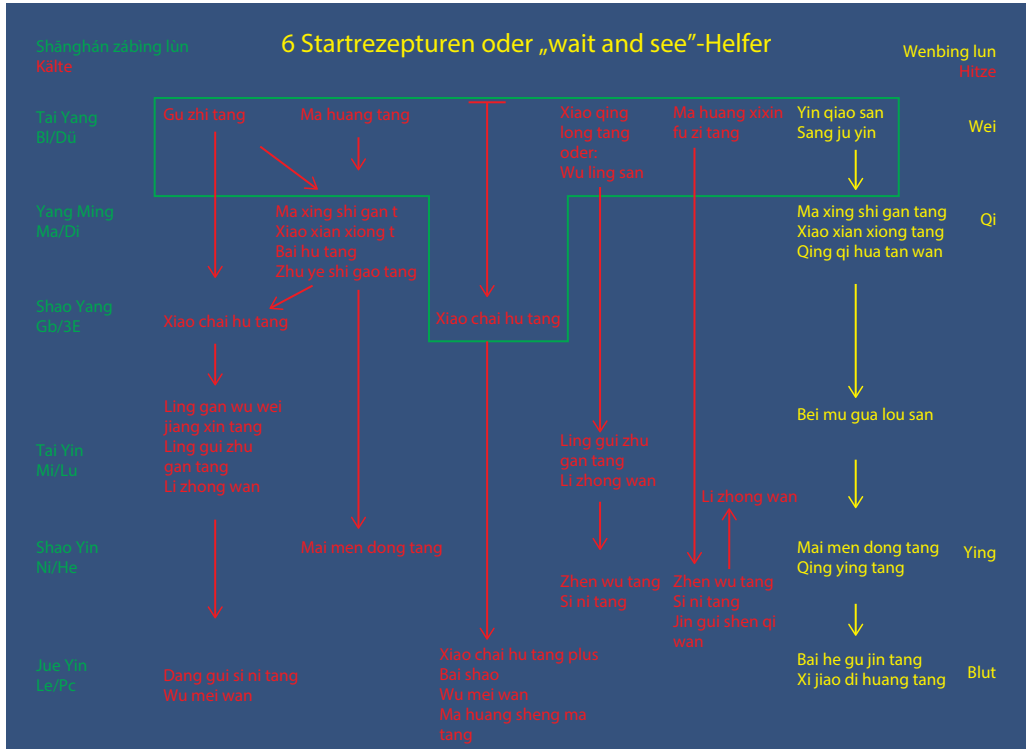 6 Startrezepturen oder „wait and see”-Helfer
Shānghán zábìng lùn
Kälte
Wenbing lun
Hitze
Tai Yang
Bl/Dü
Gu zhi tang
Ma huang tang
Xiao qing
long tang
oder:
Wu ling san
Ma huang xixin
fu zi tang
Yin qiao san
Sang ju yin
Wei
Yang Ming
Ma/Di
Ma xing shi gan t
Xiao xian xiong t
Bai hu tang
Zhu ye shi gao tang
Ma xing shi gan tang
Xiao xian xiong tang
Qing qi hua tan wan
Qi
Shao Yang
Gb/3E
Xiao chai hu tang
Xiao chai hu tang
Tai Yin
Mi/Lu
Ling gan wu wei
jiang xin tang
Ling gui zhu
gan tang
Li zhong wan
Ling gui zhu
gan tang
Li zhong wan
Li zhong wan
Bei mu gua lou san
Shao Yin
Ni/He
Mai men dong tang
Zhen wu tang
Si ni tang
Zhen wu tang
Si ni tang
Jin gui shen qi
wan
Mai men dong tang
Qing ying tang
Ying
Jue Yin
Le/Pc
Dang gui si ni tang
Wu mei wan
Xiao chai hu tang plus
Bai shao
Wu mei wan
Ma huang sheng ma
tang
Bai he gu jin tang
Xi jiao di huang tang
Blut